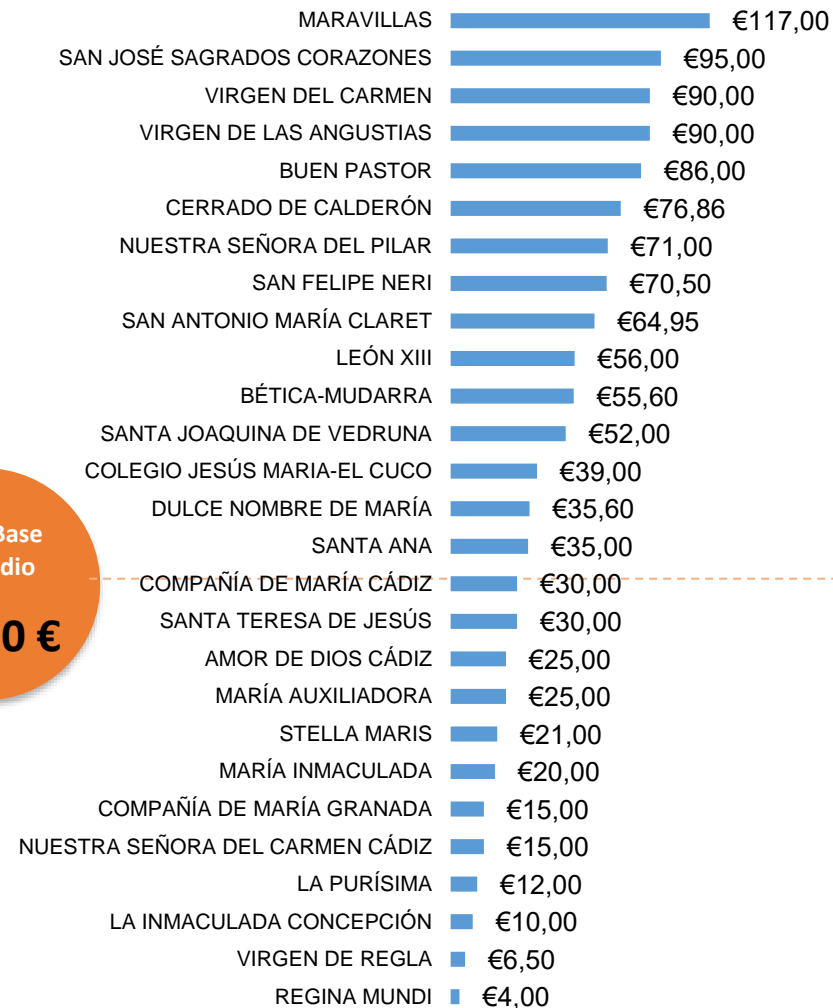 MARAVILLAS €117,00
SAN JOSÉ SAGRADOS CORAZONES €95,00
VIRGEN DEL CARMEN €90,00
VIRGEN DE LAS ANGUSTIAS €90,00
BUEN PASTOR €86,00
CERRADO DE CALDERÓN €76,86
NUESTRA SEÑORA DEL PILAR €71,00
SAN FELIPE NERI €70,50
SAN ANTONIO MARÍA CLARET €64,95
LEÓN XIII €56,00
BÉTICA-MUDARRA €55,60
SANTA JOAQUINA DE VEDRUNA €52,00
COLEGIO JESÚS MARIA-EL CUCO €39,00
DULCE NOMBRE DE MARÍA €35,60
Base
SANTA ANA €35,00
dio
COMPAÑÍA DE MARÍA CÁDIZ €30,00
SANTA TERESA DE JESÚS €30,00
0 €
AMOR DE DIOS CÁDIZ €25,00
MARÍA AUXILIADORA €25,00
STELLA MARIS €21,00
MARÍA INMACULADA €20,00
COMPAÑÍA DE MARÍA GRANADA €15,00
NUESTRA SEÑORA DEL CARMEN CÁDIZ €15,00
LA PURÍSIMA €12,00
LA INMACULADA CONCEPCIÓN €10,00
VIRGEN DE REGLA €6,50
REGINA MUNDI €4,00